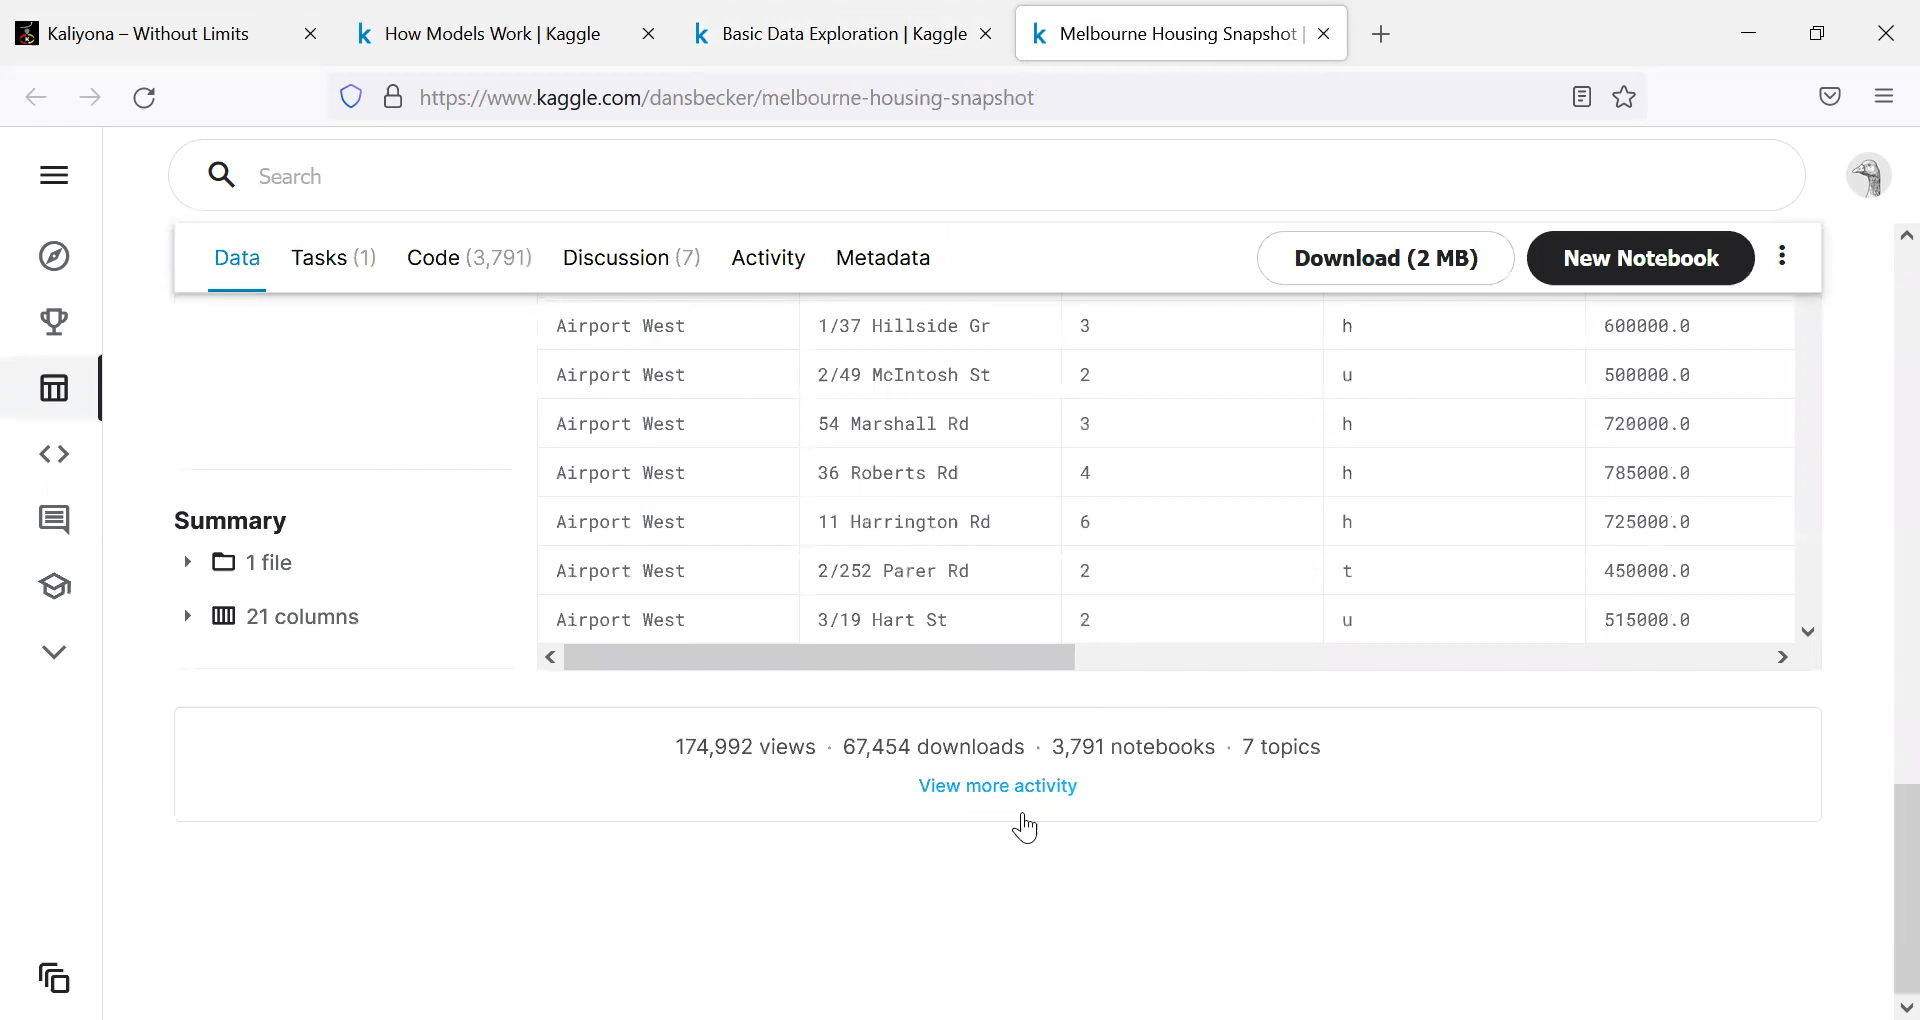 Kaliyona – Without Limits
How Models Work | Kaggle
Basic Data Exploration | Kaggle
Melbourne Housing Snapshot |
https://www.kaggle.com/dansbecker/melbourne-housing-snapshot
Search
Data Tasks (1) Code (3,791) Discussion (7) Activity Metadata Download (2 MB) New Notebook
Airport West 1/37 Hillside Gr 3 h 600000.0
Airport West 2/49 McIntosh St 2 u 500000.0
Airport West 54 Marshall Rd 3 h 720000.0
Airport West 36 Roberts Rd 4 h 785000.0
Airport West 11 Harrington Rd 6 h 725000.0
Airport West 2/252 Parer Rd 2 t 450000.0
Airport West 3/19 Hart St 2 u 515000.0
Summary
1 file
21 columns
174,992 views · 67,454 downloads · 3,791 notebooks · 7 topics
View more activity